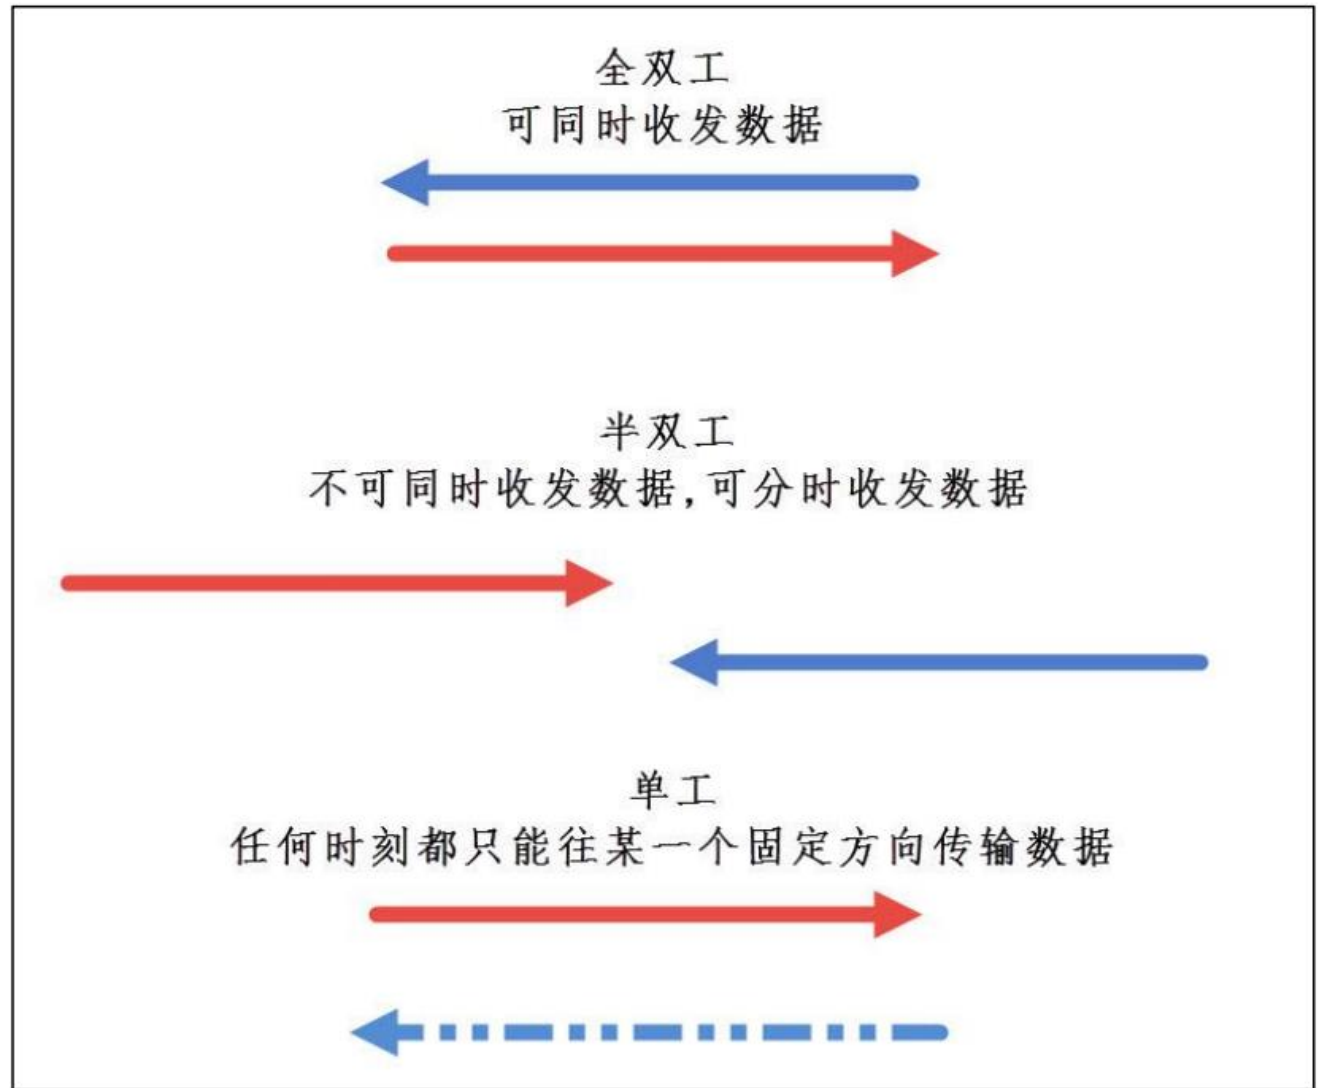 全双工
可同时收发数据
半双工
不可同时收发数据,可分时收发数据
单工
任何时刻都只能往某一个固定方向传输数据